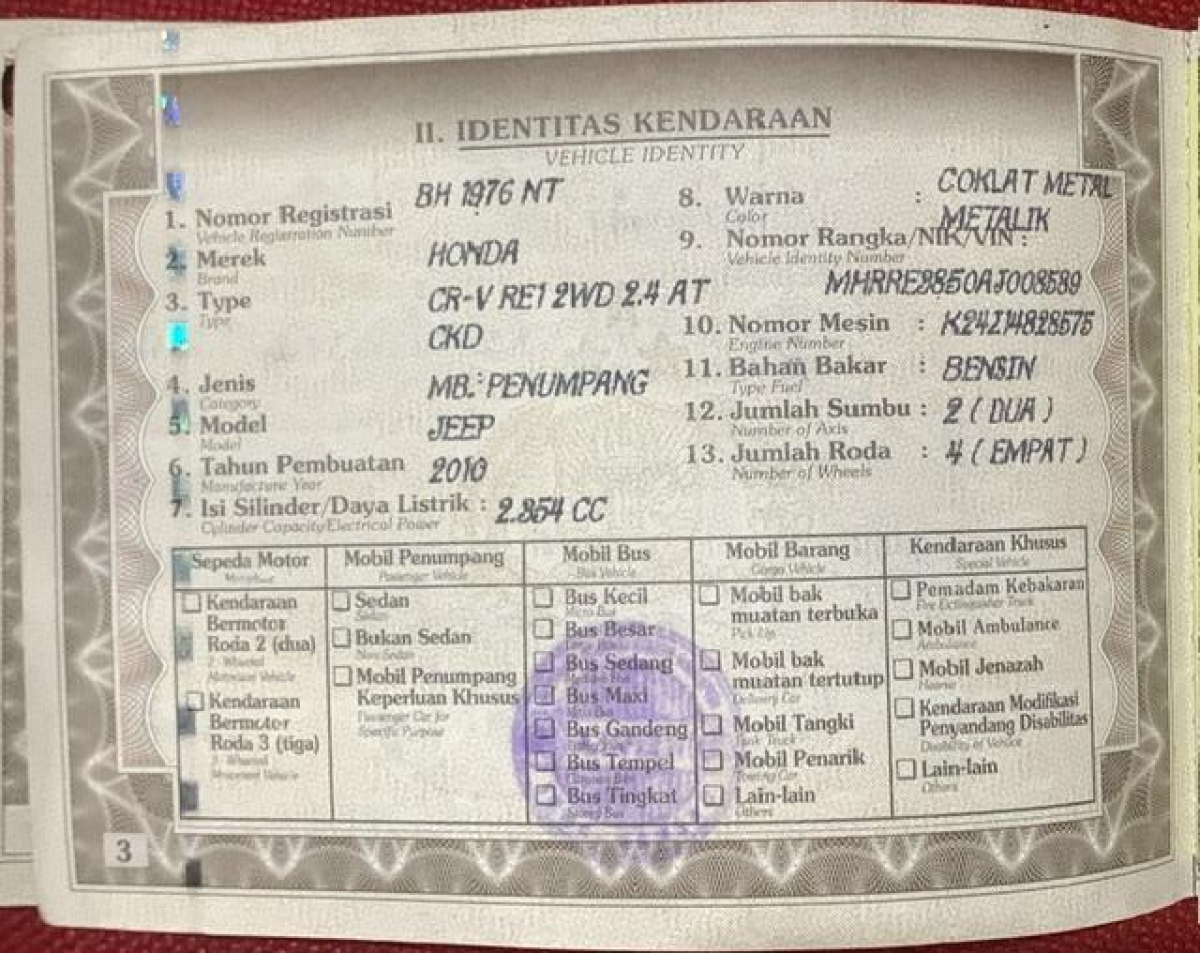 II. IDENTITAS KENDARAAN
VEHICLE IDENTITY
1. Nomor Registrasi BH 1976 NT
Vehicle Registration Number
2. Merek HONDA
Brand
3. Type CR-V RE1 2WD 2.4 AT
Type
CKD
4. Jenis MB. PENUMPANG
Category
5. Model JEEP
Model
6. Tahun Pembuatan 2010
Manufacture Year
7. Isi Silinder/Daya Listrik : 2.354 CC
Cylinder Capacity/Electrical Power
8. Warna : COKLAT METAL
Color
METALIK
9. Nomor Rangka/NIK/VIN :
Vehicle Identity Number
MHRRE2850AJ008589
10. Nomor Mesin : K24Z14828575
Engine Number
11. Bahan Bakar : BENSIN
Type Fuel
12. Jumlah Sumbu : 2 ( DUA )
Number of Axis
13. Jumlah Roda : 4 ( EMPAT )
Number of Wheels
Sepeda Motor
Mobil Penumpang
Passenger Vehicle
Mobil Bus
Bus Vehicle
Mobil Barang
Cargo Vehicle
Kendaraan Khusus
Special Vehicle
Kendaraan
Bermotor
Roda 2 (dua)
Kendaraan
Bermotor
Roda 3 (tiga)
Sedan
Sedan
Bukan Sedan
Non Sedan
Mobil Penumpang
Keperluan Khusus
Passenger Car for
Specific Purpose
Bus Kecil
Micro Bus
Bus Besar
Bus Sedang
Bus Maxi
Bus Gandeng
Bus Tempel
Bus Tingkat
Mobil bak
muatan terbuka
Pick Up
Mobil bak
muatan tertutup
Delivery Car
Mobil Tangki
Tank Truck
Mobil Penarik
Towing Car
Lain-lain
Others
Pemadam Kebakaran
Fire Extinguisher Truck
Mobil Ambulance
Ambulance
Mobil Jenazah
Hearse
Kendaraan Modifikasi
Penyandang Disabilitas
Disability of Vehicle
Lain-lain
Others
3